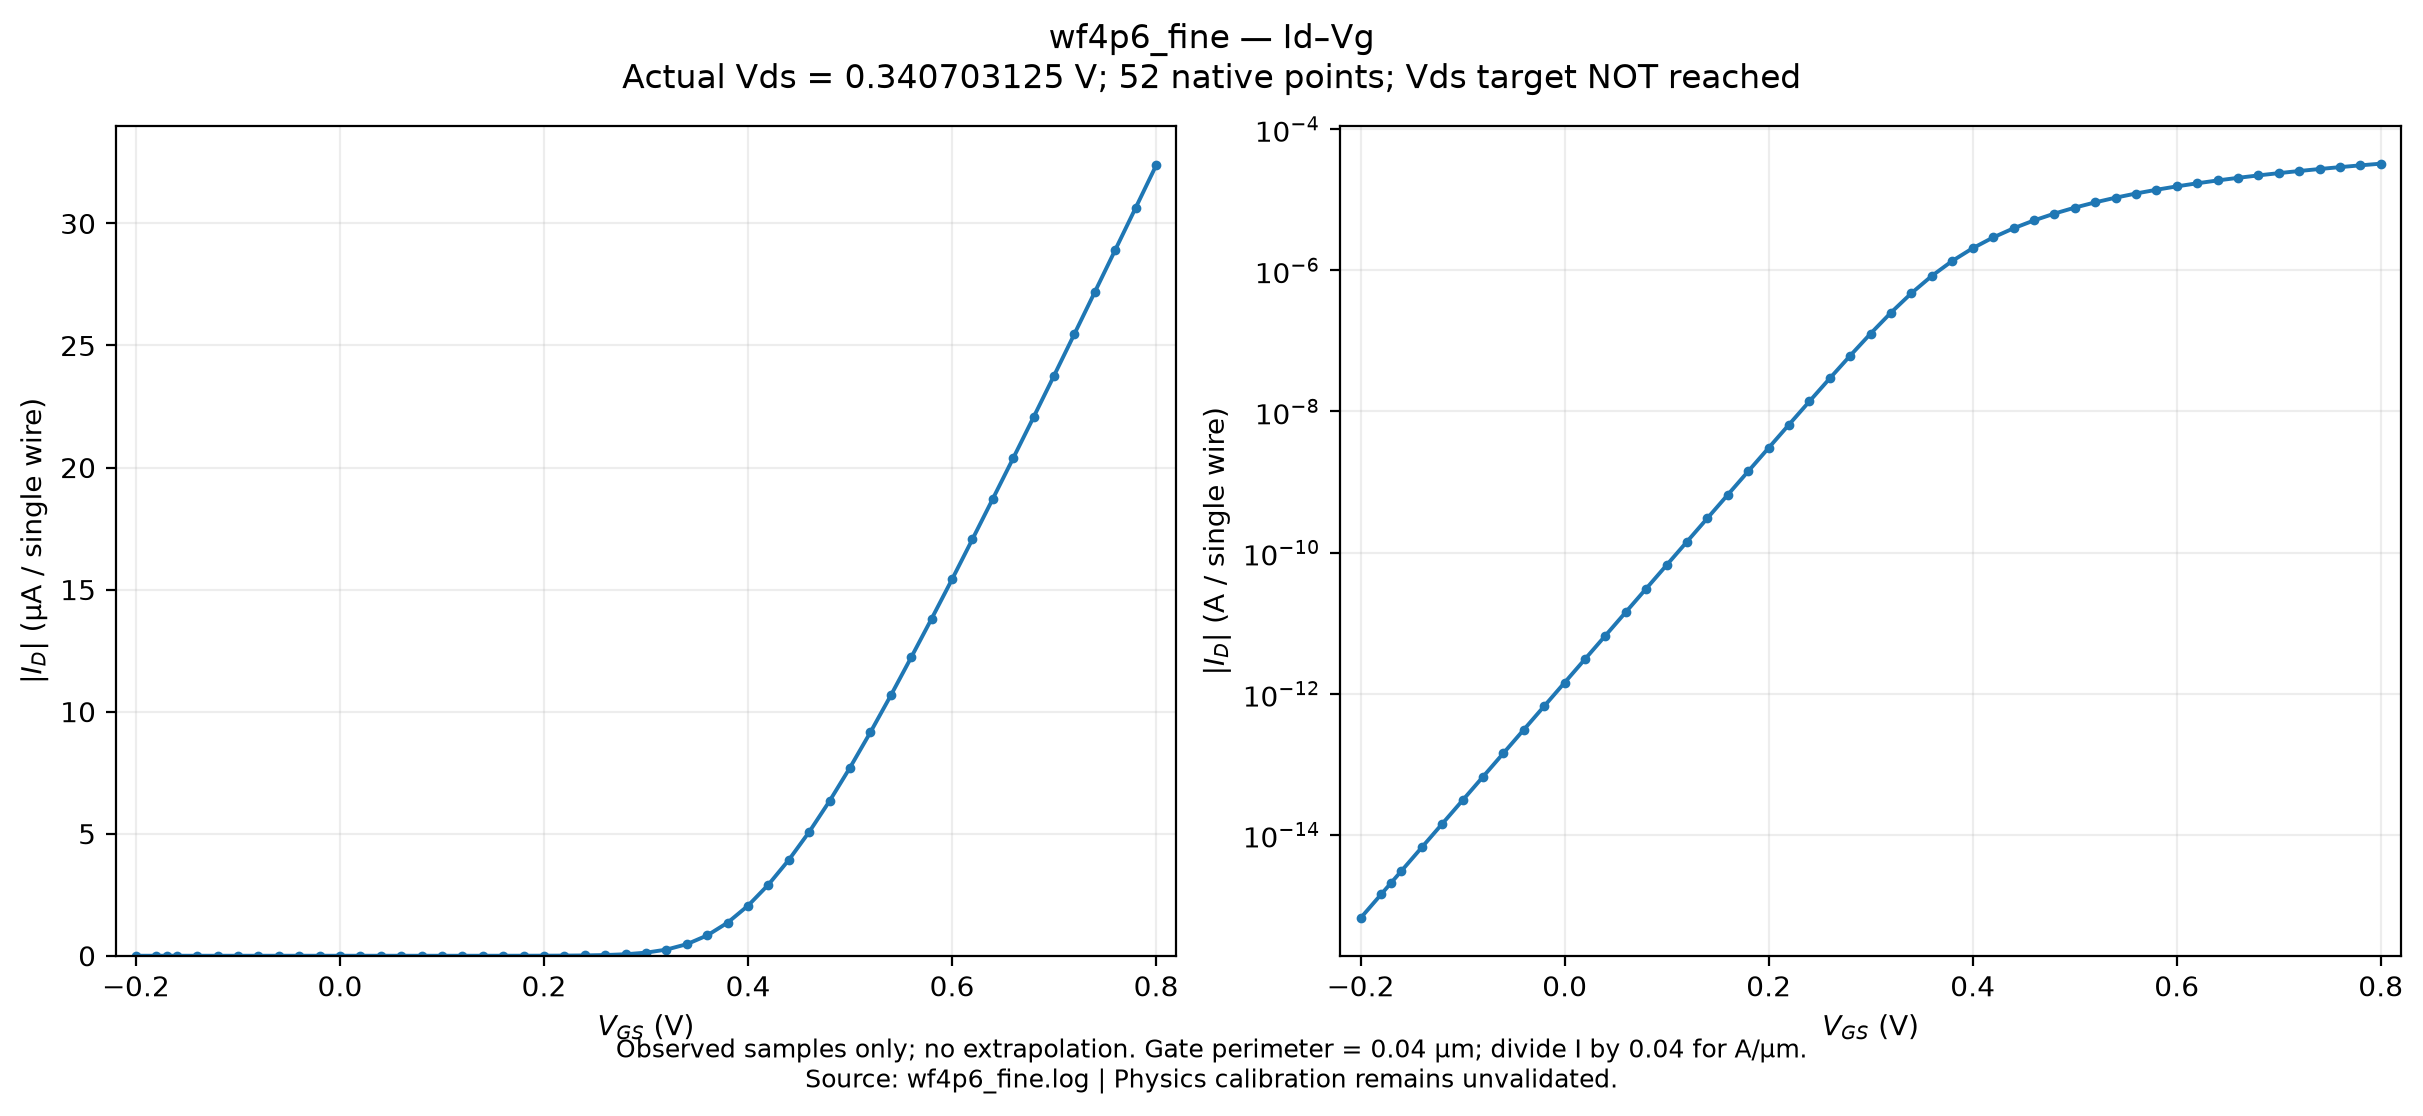 wf4p6_fine — Id–Vg
Actual Vds = 0.340703125 V; 52 native points; Vds target NOT reached
|I_D| (μA / single wire)
30
25
20
15
10
5
0
−0.2 0.0 0.2 0.4 0.6 0.8
V_GS (V)
|I_D| (A / single wire)
10⁻⁴
10⁻⁶
10⁻⁸
10⁻¹⁰
10⁻¹²
10⁻¹⁴
−0.2 0.0 0.2 0.4 0.6 0.8
V_GS (V)
Observed samples only; no extrapolation. Gate perimeter = 0.04 μm; divide I by 0.04 for A/μm.
Source: wf4p6_fine.log | Physics calibration remains unvalidated.